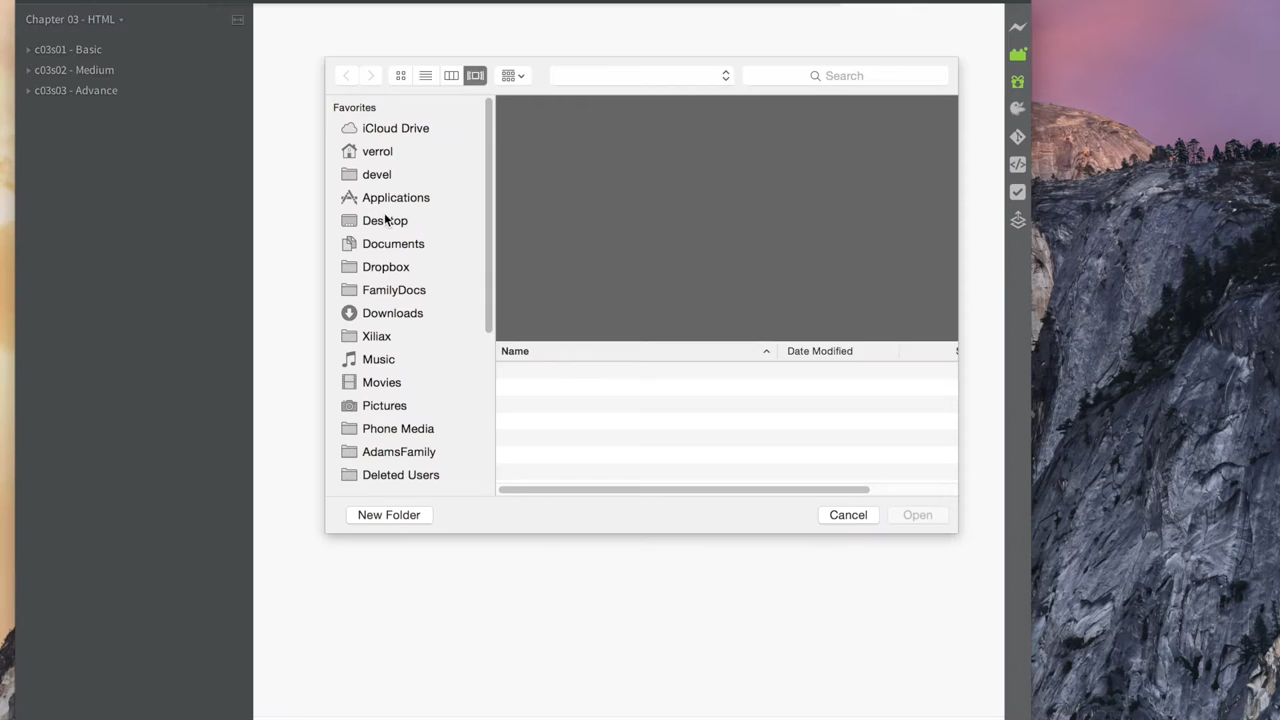 Chapter 03 - HTML
c03s01 - Basic
c03s02 - Medium
c03s03 - Advance
Search
Favorites
iCloud Drive
verrol
devel
Applications
Desktop
Documents
Dropbox
FamilyDocs
Downloads
Xiliax
Music
Movies
Pictures
Phone Media
AdamsFamily
Deleted Users
Name
Date Modified
New Folder
Cancel
Open